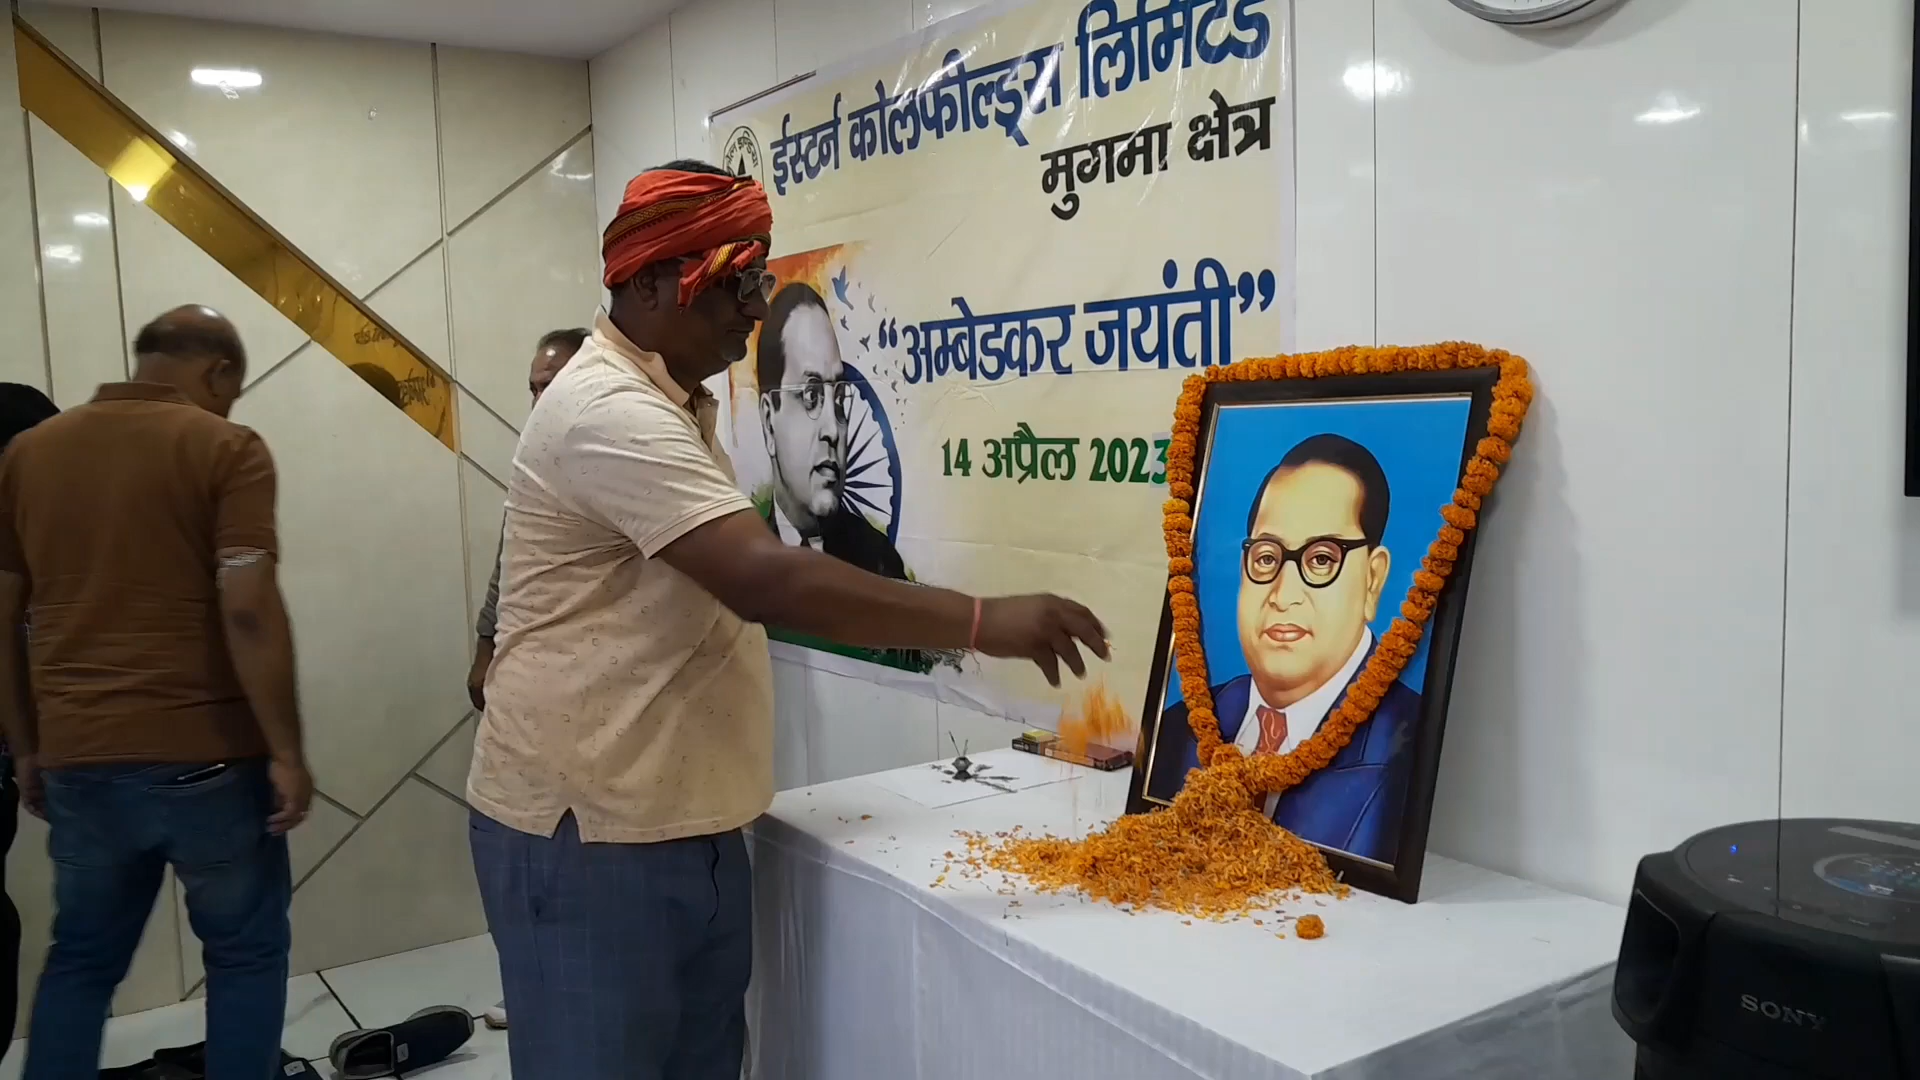 ईस्टर्न कोलफील्ड्स लिमिटेड
मुगमा क्षेत्र
“अम्बेडकर जयंती”
14 अप्रैल 2023
SONY